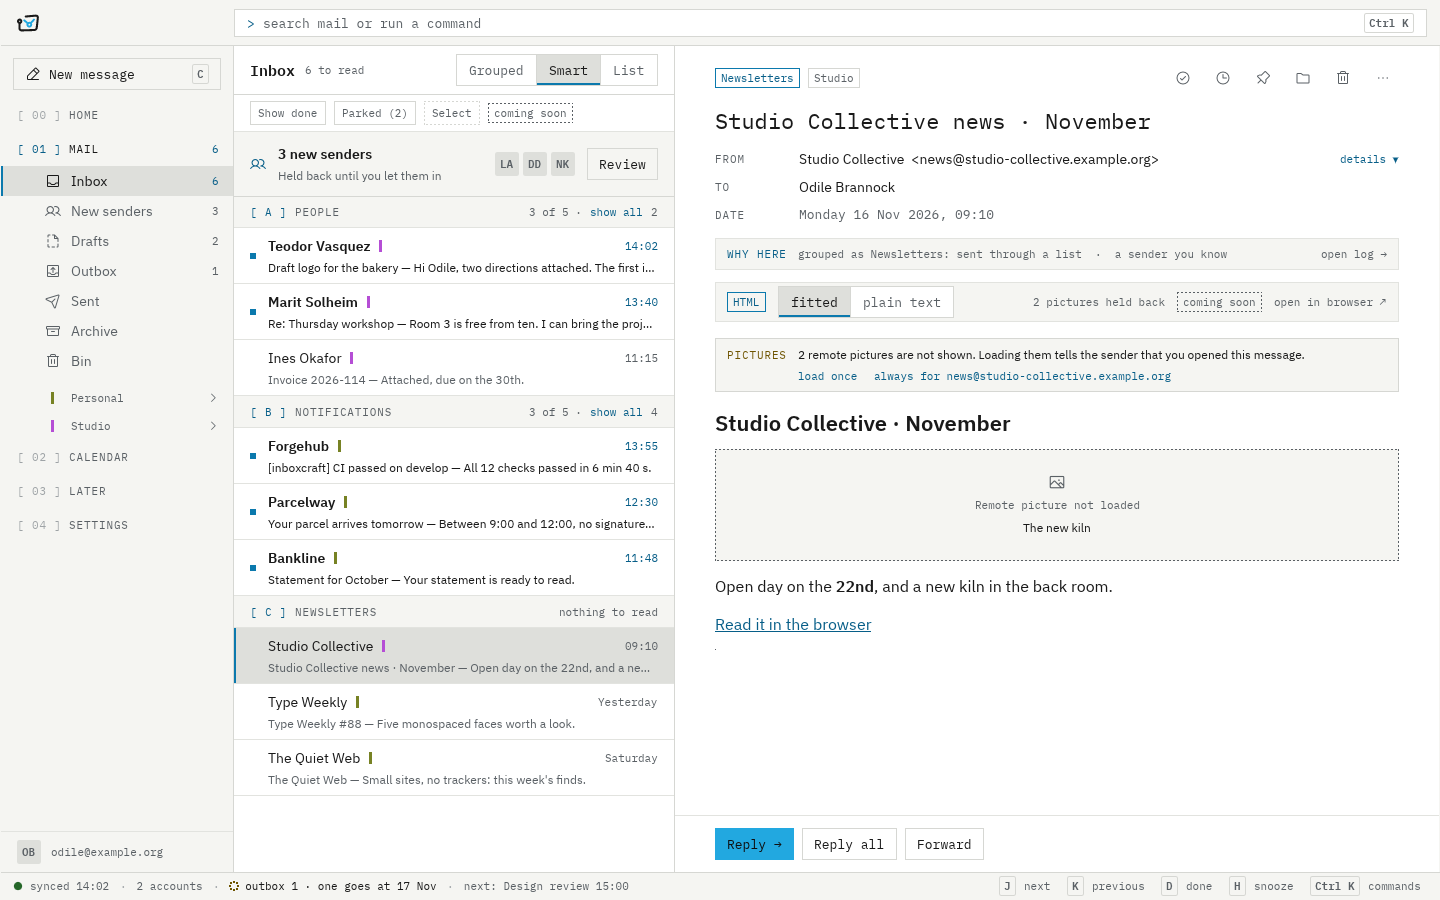 > search mail or run a command Ctrl K
New message C
[ 00 ] HOME
[ 01 ] MAIL 6
Inbox 6
New senders 3
Drafts 2
Outbox 1
Sent
Archive
Bin
Personal
Studio
[ 02 ] CALENDAR
[ 03 ] LATER
[ 04 ] SETTINGS
OB odile@example.org
Inbox 6 to read Grouped Smart List
Show done Parked (2) Select coming soon
3 new senders
Held back until you let them in
LA DD NK Review
[ A ] PEOPLE 3 of 5 · show all 2
Teodor Vasquez 14:02
Draft logo for the bakery — Hi Odile, two directions attached. The first i…
Marit Solheim 13:40
Re: Thursday workshop — Room 3 is free from ten. I can bring the proj…
Ines Okafor 11:15
Invoice 2026-114 — Attached, due on the 30th.
[ B ] NOTIFICATIONS 3 of 5 · show all 4
Forgehub 13:55
[inboxcraft] CI passed on develop — All 12 checks passed in 6 min 40 s.
Parcelway 12:30
Your parcel arrives tomorrow — Between 9:00 and 12:00, no signature…
Bankline 11:48
Statement for October — Your statement is ready to read.
[ C ] NEWSLETTERS nothing to read
Studio Collective 09:10
Studio Collective news · November — Open day on the 22nd, and a ne…
Type Weekly Yesterday
Type Weekly #88 — Five monospaced faces worth a look.
The Quiet Web Saturday
The Quiet Web — Small sites, no trackers: this week's finds.
Newsletters Studio
Studio Collective news · November
FROM Studio Collective <news@studio-collective.example.org> details ▾
TO Odile Brannock
DATE Monday 16 Nov 2026, 09:10
WHY HERE grouped as Newsletters: sent through a list · a sender you know open log →
HTML fitted plain text 2 pictures held back coming soon open in browser ↗
PICTURES 2 remote pictures are not shown. Loading them tells the sender that you opened this message.
load once always for news@studio-collective.example.org
Studio Collective · November
Remote picture not loaded
The new kiln
Open day on the 22nd, and a new kiln in the back room.
Read it in the browser
Reply → Reply all Forward
synced 14:02 · 2 accounts · outbox 1 · one goes at 17 Nov · next: Design review 15:00 J next K previous D done H snooze Ctrl K commands